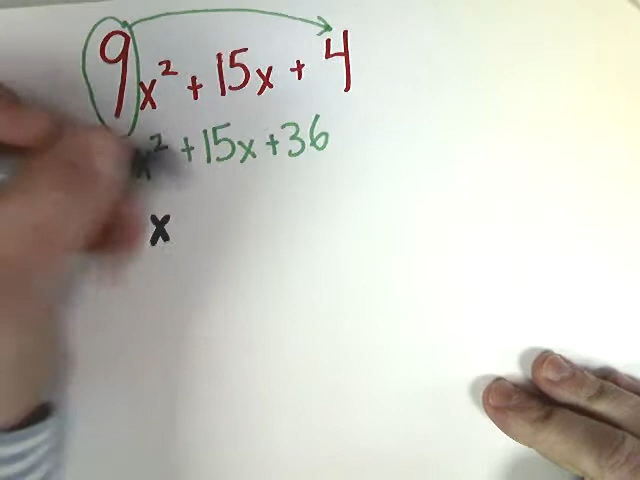 9x² + 15x + 4
x² + 15x + 36
x